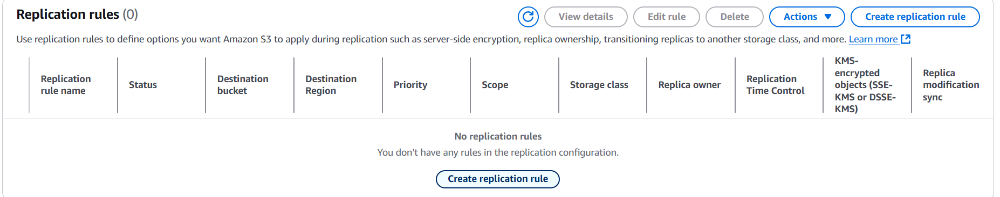 Replication rules (0)
View details
Edit rule
Delete
Actions
Create replication rule
Use replication rules to define options you want Amazon S3 to apply during replication such as server-side encryption, replica ownership, transitioning replicas to another storage class, and more. Learn more
Replication
rule name
Status
Destination
bucket
Destination
Region
Priority
Scope
Storage class
Replica owner
Replication
Time Control
KMS-
encrypted
objects (SSE-
KMS or DSSE-
KMS)
Replica
modification
sync
No replication rules
You don't have any rules in the replication configuration.
Create replication rule